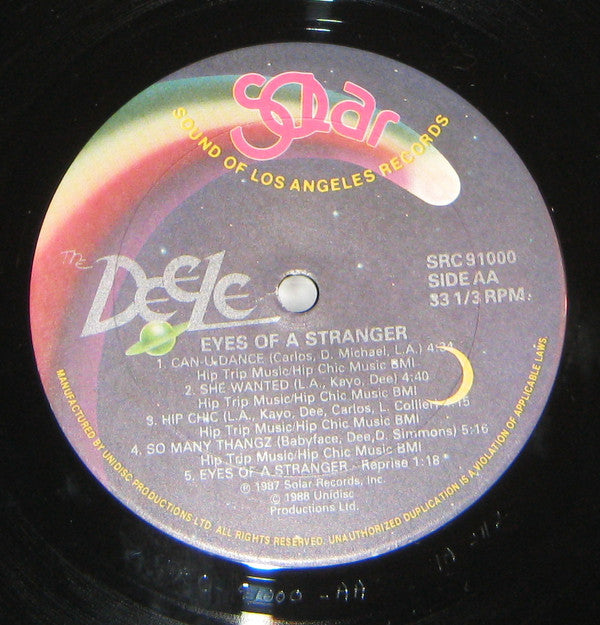 Solar
SOUND OF LOS ANGELES RECORDS
THE
DEELE
SRC 91000
SIDE AA
33 1/3 RPM
EYES OF A STRANGER
1. CAN-U-DANCE (Carlos, D. Michael, L.A.) 4:34
Hip Trip Music/Hip Chic Music BMI
2. SHE WANTED (L.A., Kayo, Dee) 4:40
Hip Trip Music/Hip Chic Music BMI
3. HIP CHIC (L.A., Kayo, Dee, Carlos, L. Collier) 4:15
Hip Trip Music/Hip Chic Music BMI
4. SO MANY THANGZ (Babyface, Dee, D. Simmons) 5:16
Hip Trip Music/Hip Chic Music BMI
5. EYES OF A STRANGER - Reprise 1:18
℗ 1987 Solar Records, Inc.
© 1988 Unidisc
Productions Ltd.
MANUFACTURED BY UNIDISC PRODUCTIONS LTD. ALL RIGHTS RESERVED. UNAUTHORIZED DUPLICATION IS A VIOLATION OF APPLICABLE LAWS.